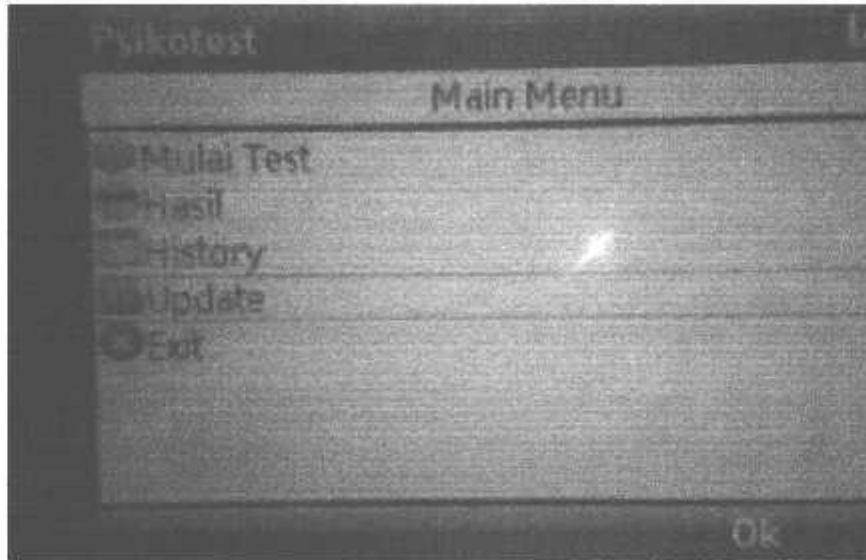 Psikotest
Main Menu
Mulai Test
Hasil
History
Update
Exit
Ok